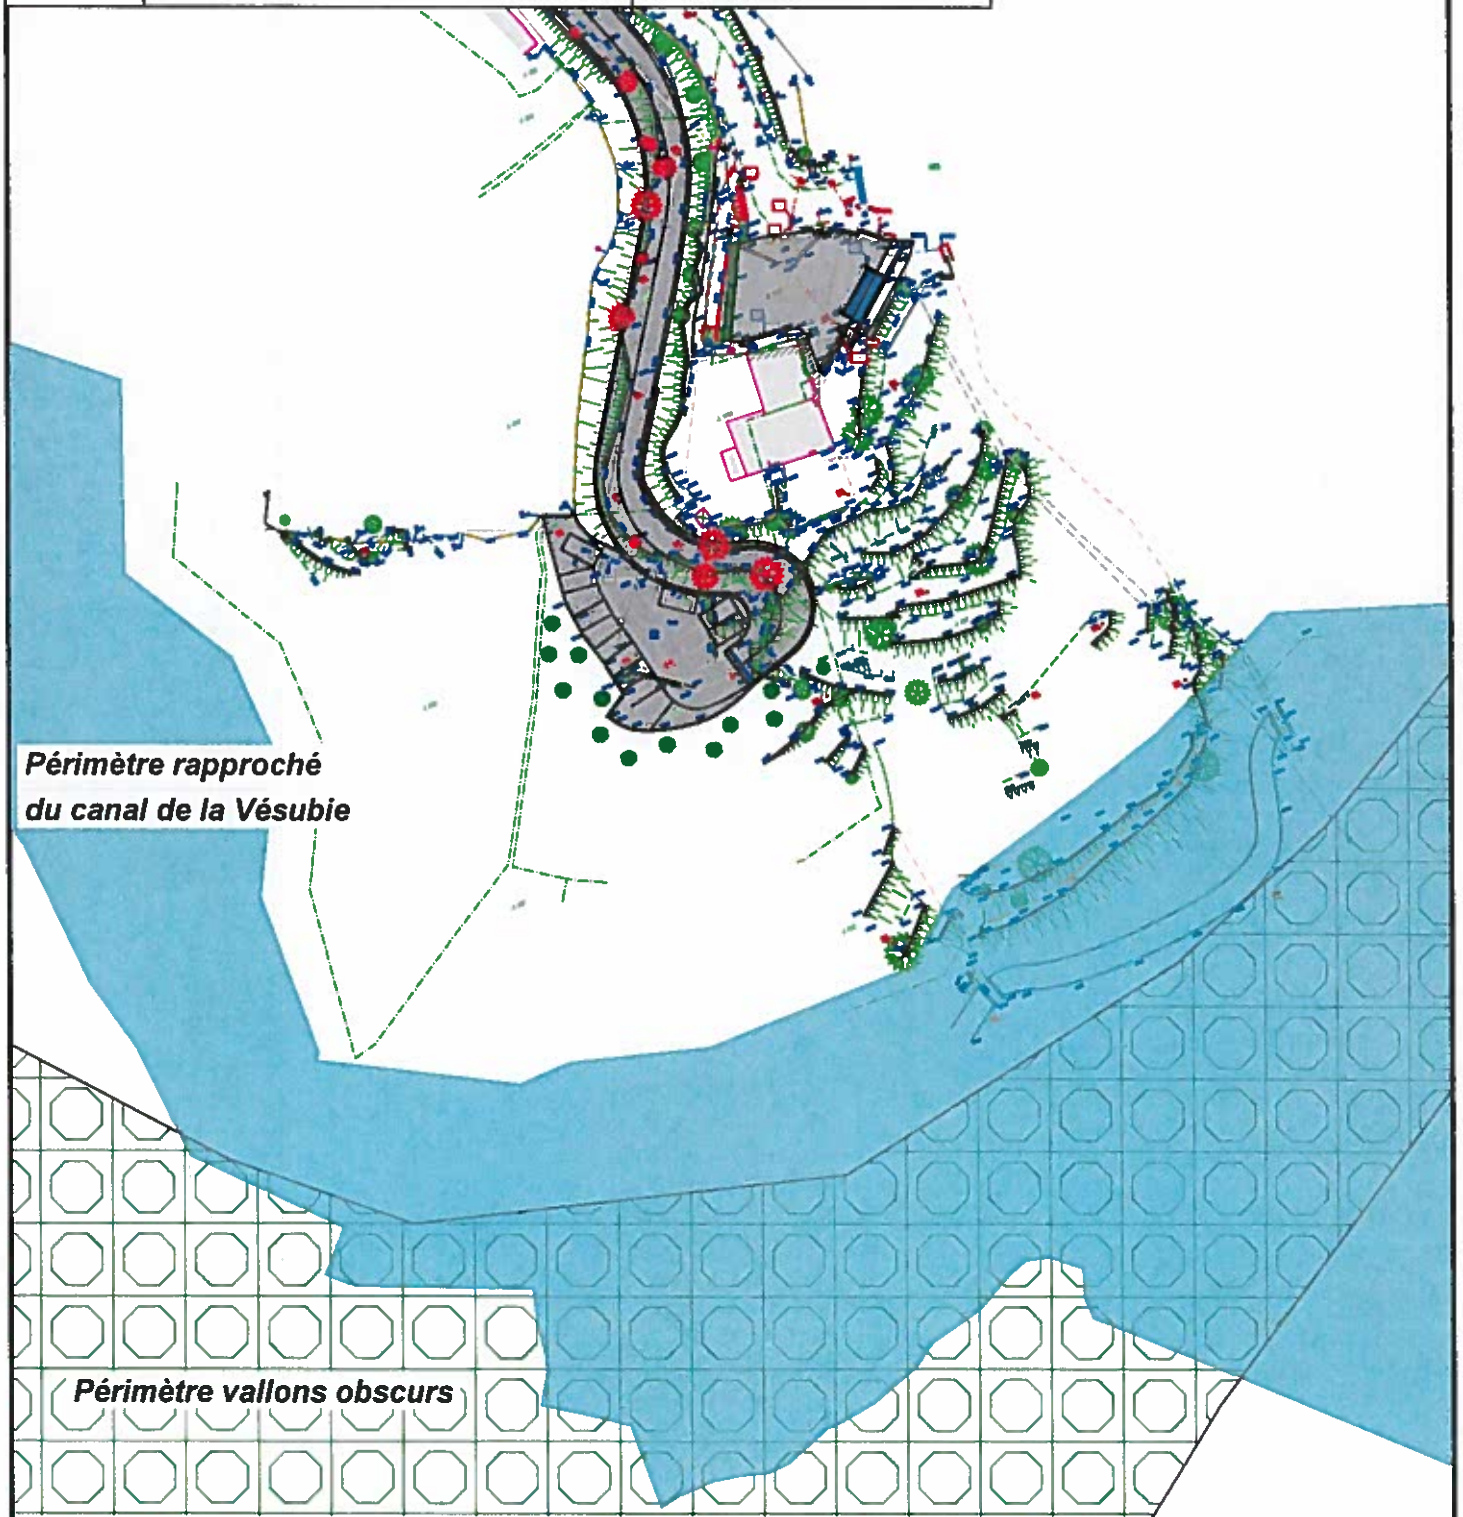 Périmètre rapproché
du canal de la Vésubie
Périmètre vallons obscurs